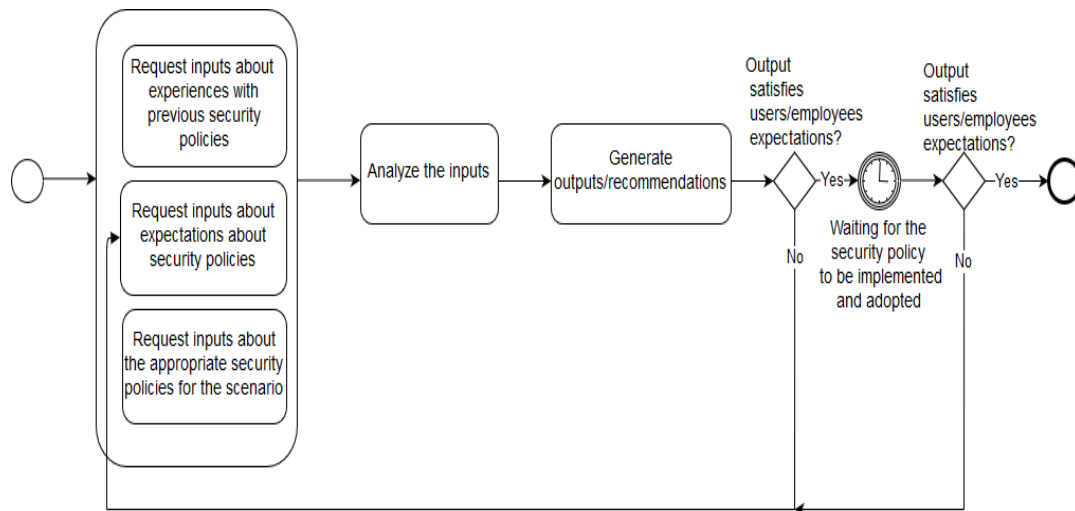 Request inputs about
experiences with
previous security
policies
Request inputs about
expectations about
security policies
Request inputs about
the appropriate security
policies for the scenario
Analyze the inputs
Generate
outputs/recommendations
Output
satisfies
users/employees
expectations?
Yes
No
Waiting for the
security policy
to be implemented
and adopted
Output
satisfies
users/employees
expectations?
Yes
No